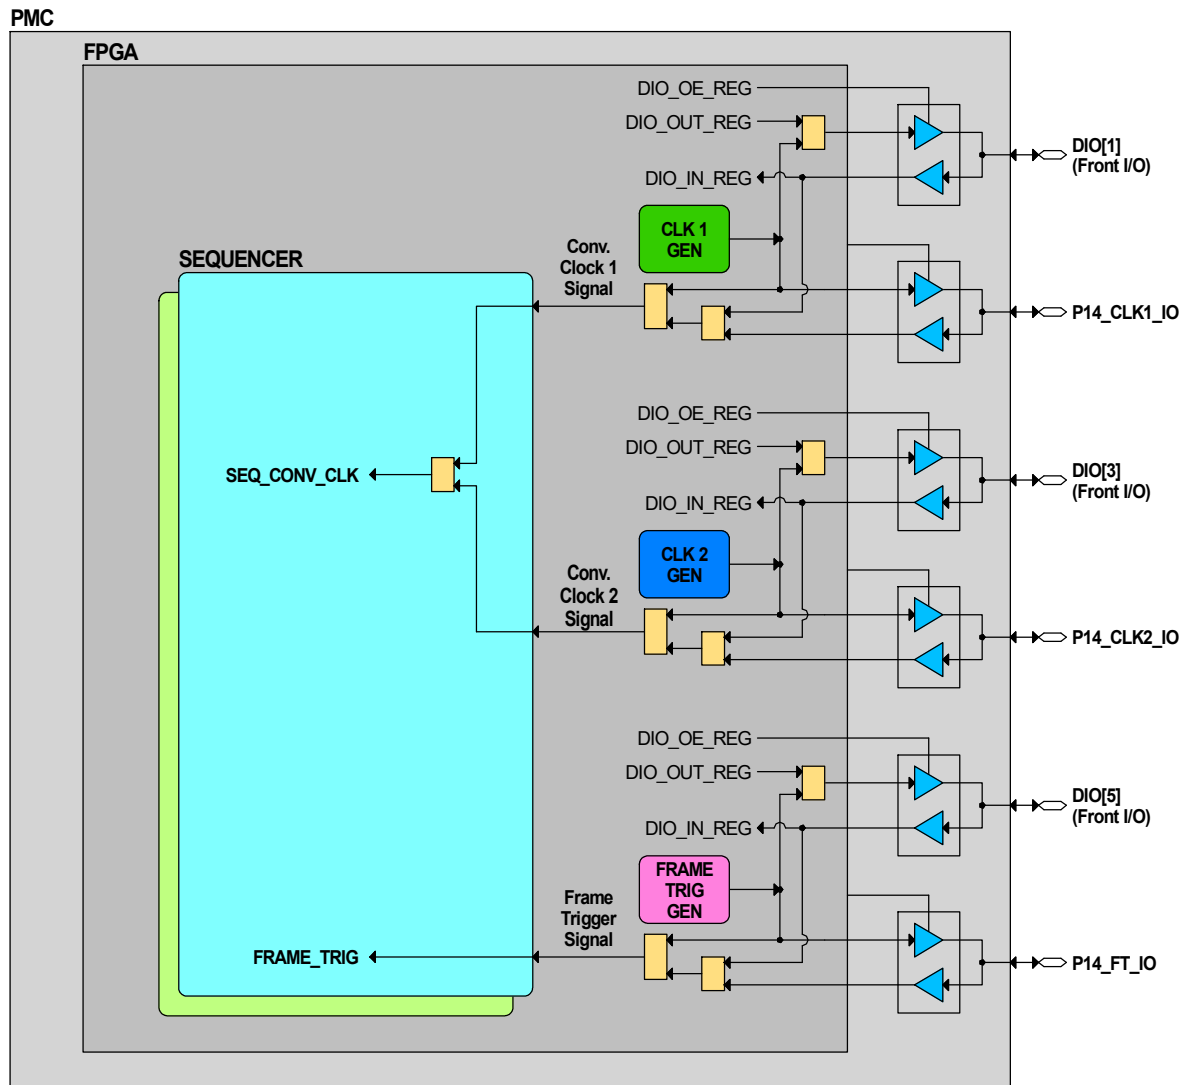 PMC
FPGA
DIO_OE_REG
DIO_OUT_REG
DIO_IN_REG
DIO[1]
(Front I/O)
CLK 1
GEN
Conv.
Clock 1
Signal
SEQUENCER
P14_CLK1_IO
DIO_OE_REG
DIO_OUT_REG
SEQ_CONV_CLK
DIO_IN_REG
DIO[3]
(Front I/O)
CLK 2
GEN
Conv.
Clock 2
Signal
P14_CLK2_IO
DIO_OE_REG
DIO_OUT_REG
DIO_IN_REG
DIO[5]
(Front I/O)
FRAME
TRIG
GEN
Frame
Trigger
Signal
FRAME_TRIG
P14_FT_IO